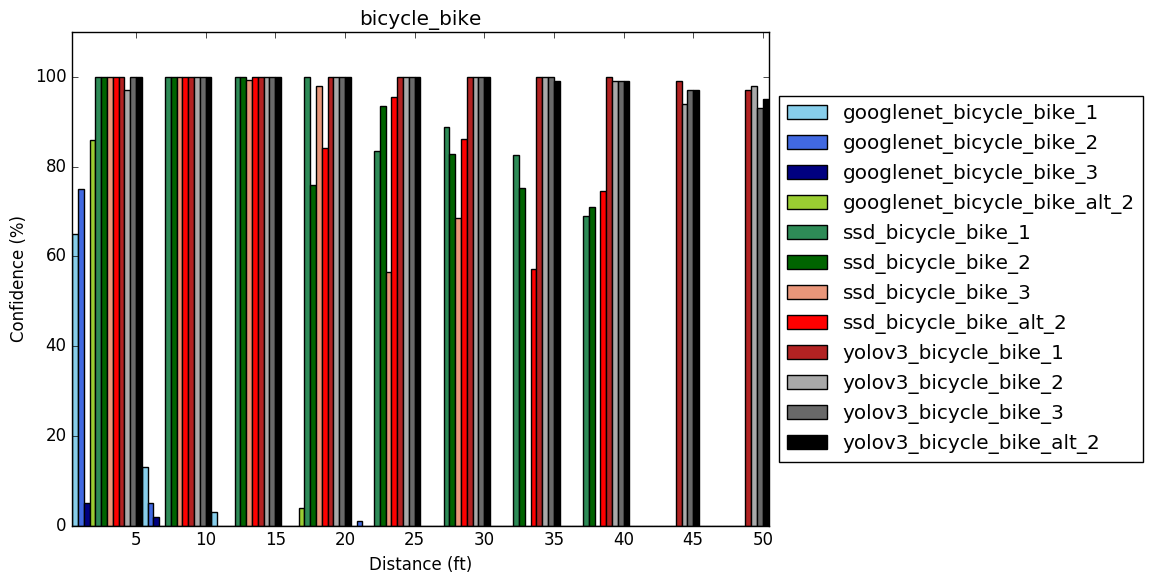 bicycle_bike
Confidence (%)
100
80
60
40
20
0
5 10 15 20 25 30 35 40 45 50
Distance (ft)
googlenet_bicycle_bike_1
googlenet_bicycle_bike_2
googlenet_bicycle_bike_3
googlenet_bicycle_bike_alt_2
ssd_bicycle_bike_1
ssd_bicycle_bike_2
ssd_bicycle_bike_3
ssd_bicycle_bike_alt_2
yolov3_bicycle_bike_1
yolov3_bicycle_bike_2
yolov3_bicycle_bike_3
yolov3_bicycle_bike_alt_2